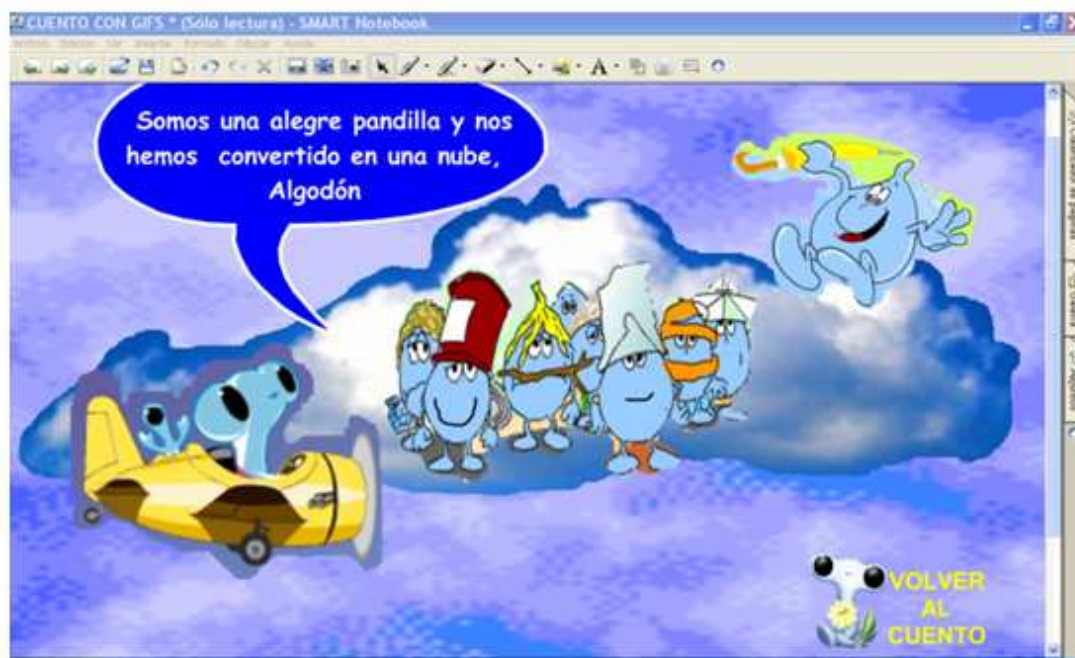 CUENTO CON GIFS * (Sólo lectura) - SMART Notebook
Somos una alegre pandilla y nos
hemos convertido en una nube,
Algodón
VOLVER
AL
CUENTO